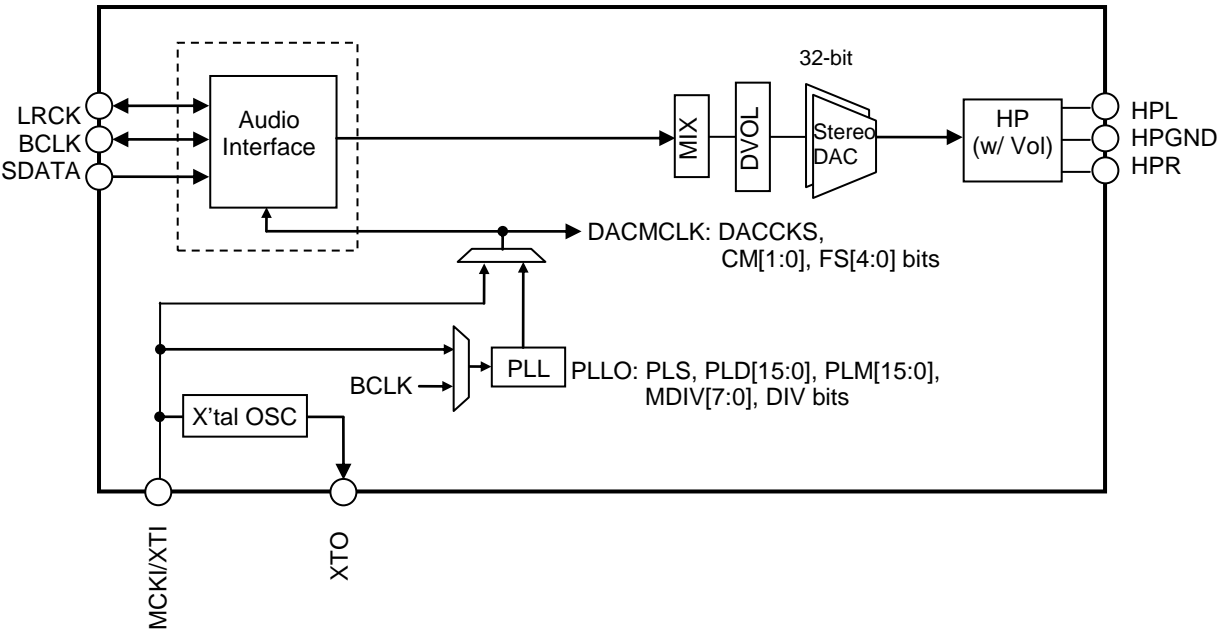 32-bit
LRCK
BCLK
SDATA
Audio
Interface
MIX
DVOL
Stereo
DAC
HP
(w/ Vol)
HPL
HPGND
HPR
DACMCLK: DACCKS,
CM[1:0], FS[4:0] bits
BCLK
PLL
PLLO: PLS, PLD[15:0], PLM[15:0],
MDIV[7:0], DIV bits
X'tal OSC
MCKI/XTI
XTO